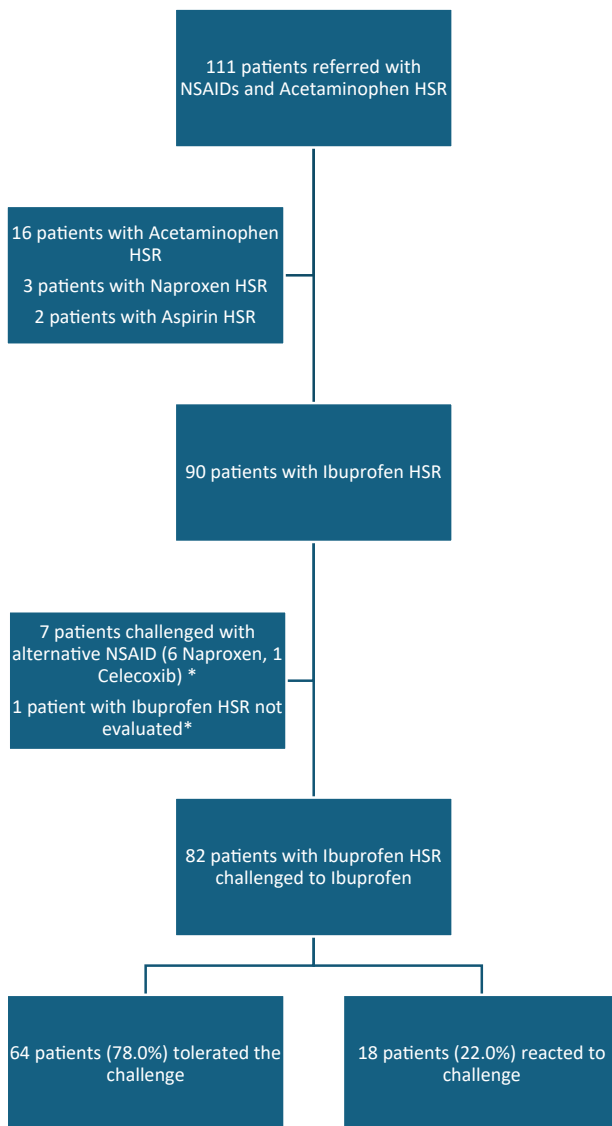 111 patients referred with
NSAIDs and Acetaminophen HSR
16 patients with Acetaminophen
HSR
3 patients with Naproxen HSR
2 patients with Aspirin HSR
90 patients with Ibuprofen HSR
7 patients challenged with
alternative NSAID (6 Naproxen, 1
Celecoxib) *
1 patient with Ibuprofen HSR not
evaluated*
82 patients with Ibuprofen HSR
challenged to Ibuprofen
64 patients (78.0%) tolerated the
challenge
18 patients (22.0%) reacted to
challenge